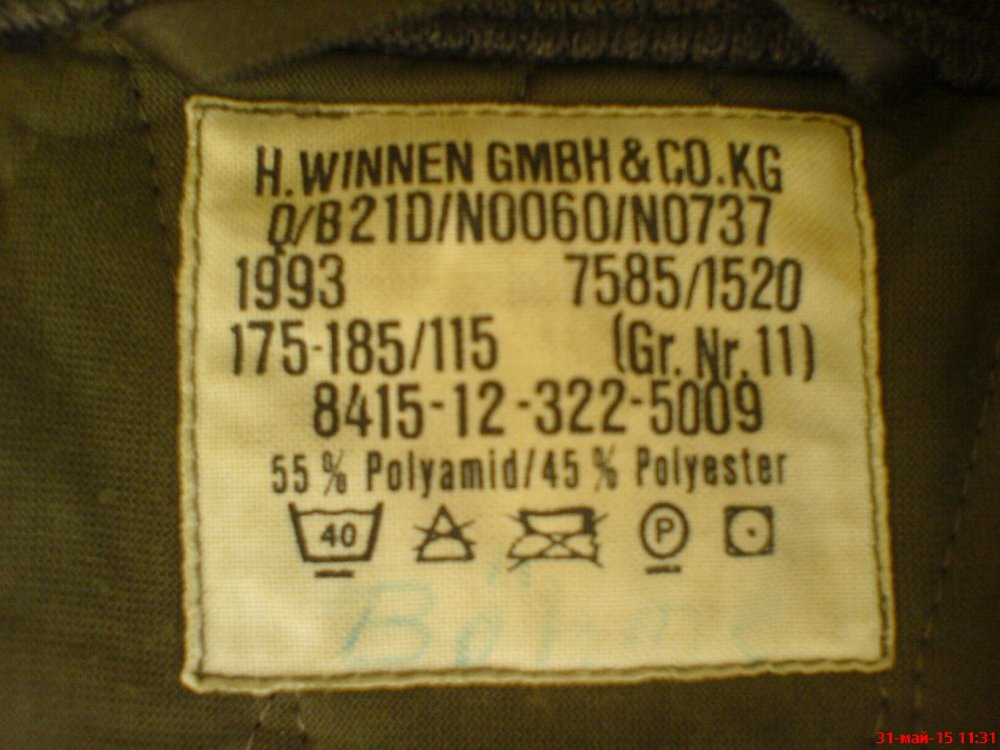 H.WINNEN GMBH & CO.KG
Q/B21D/N0060/N0737
1993 7585/1520
175-185/115 (Gr. Nr. 11)
8415-12-322-5009
55 % Polyamid/45 % Polyester
40 P
Böhme
31-май-15 11:31